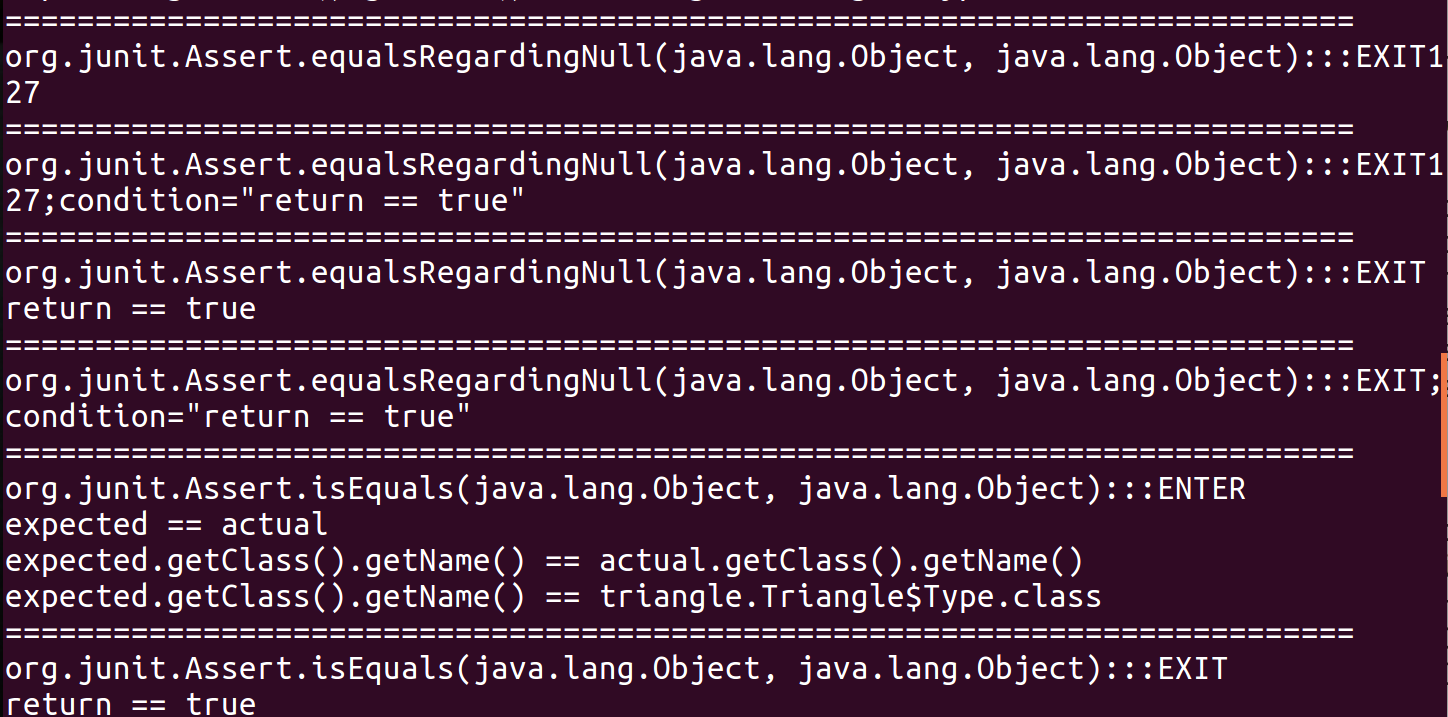 ===========================================================================
org.junit.Assert.equalsRegardingNull(java.lang.Object, java.lang.Object):::EXIT1
27
===========================================================================
org.junit.Assert.equalsRegardingNull(java.lang.Object, java.lang.Object):::EXIT1
27;condition="return == true"
===========================================================================
org.junit.Assert.equalsRegardingNull(java.lang.Object, java.lang.Object):::EXIT
return == true
===========================================================================
org.junit.Assert.equalsRegardingNull(java.lang.Object, java.lang.Object):::EXIT;
condition="return == true"
===========================================================================
org.junit.Assert.isEquals(java.lang.Object, java.lang.Object):::ENTER
expected == actual
expected.getClass().getName() == actual.getClass().getName()
expected.getClass().getName() == triangle.Triangle$Type.class
===========================================================================
org.junit.Assert.isEquals(java.lang.Object, java.lang.Object):::EXIT
return == true